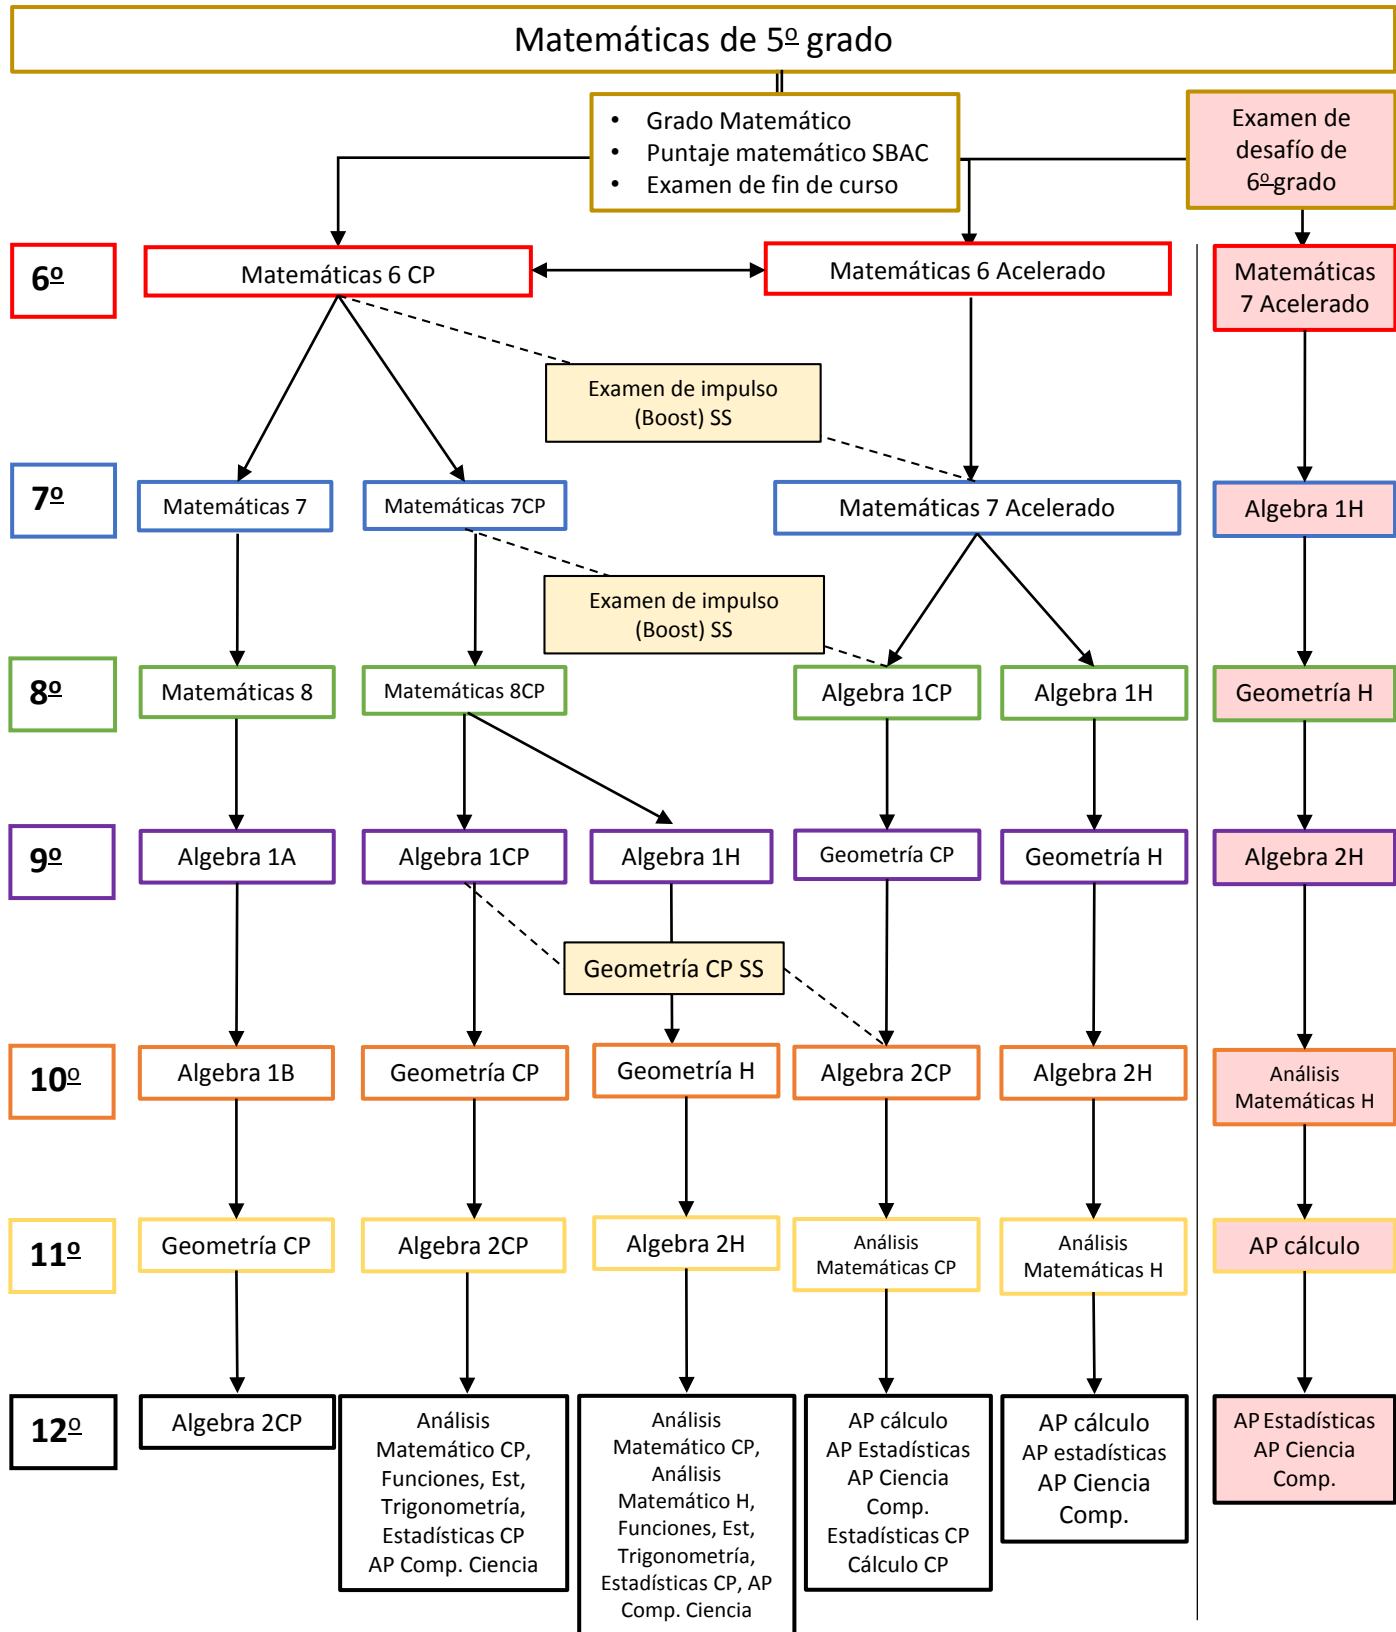 Matemáticas de 5º grado
• Grado Matemático
• Puntaje matemático SBAC
• Examen de fin de curso
Examen de
desafío de
6º grado
6º
Matemáticas 6 CP
Matemáticas 6 Acelerado
Matemáticas
7 Acelerado
Examen de impulso
(Boost) SS
7º
Matemáticas 7
Matemáticas 7CP
Matemáticas 7 Acelerado
Algebra 1H
Examen de impulso
(Boost) SS
8º
Matemáticas 8
Matemáticas 8CP
Algebra 1CP
Algebra 1H
Geometría H
9º
Algebra 1A
Algebra 1CP
Algebra 1H
Geometría CP
Geometría H
Algebra 2H
Geometría CP SS
10º
Algebra 1B
Geometría CP
Geometría H
Algebra 2CP
Algebra 2H
Análisis
Matemáticas H
11º
Geometría CP
Algebra 2CP
Algebra 2H
Análisis
Matemáticas CP
Análisis
Matemáticas H
AP cálculo
12º
Algebra 2CP
Análisis
Matemático CP,
Funciones, Est,
Trigonometría,
Estadísticas CP
AP Comp. Ciencia
Análisis
Matemático CP,
Análisis
Matemático H,
Funciones, Est,
Trigonometría,
Estadísticas CP, AP
Comp. Ciencia
AP cálculo
AP Estadísticas
AP Ciencia
Comp.
Estadísticas CP
Cálculo CP
AP cálculo
AP estadísticas
AP Ciencia
Comp.
AP Estadísticas
AP Ciencia
Comp.